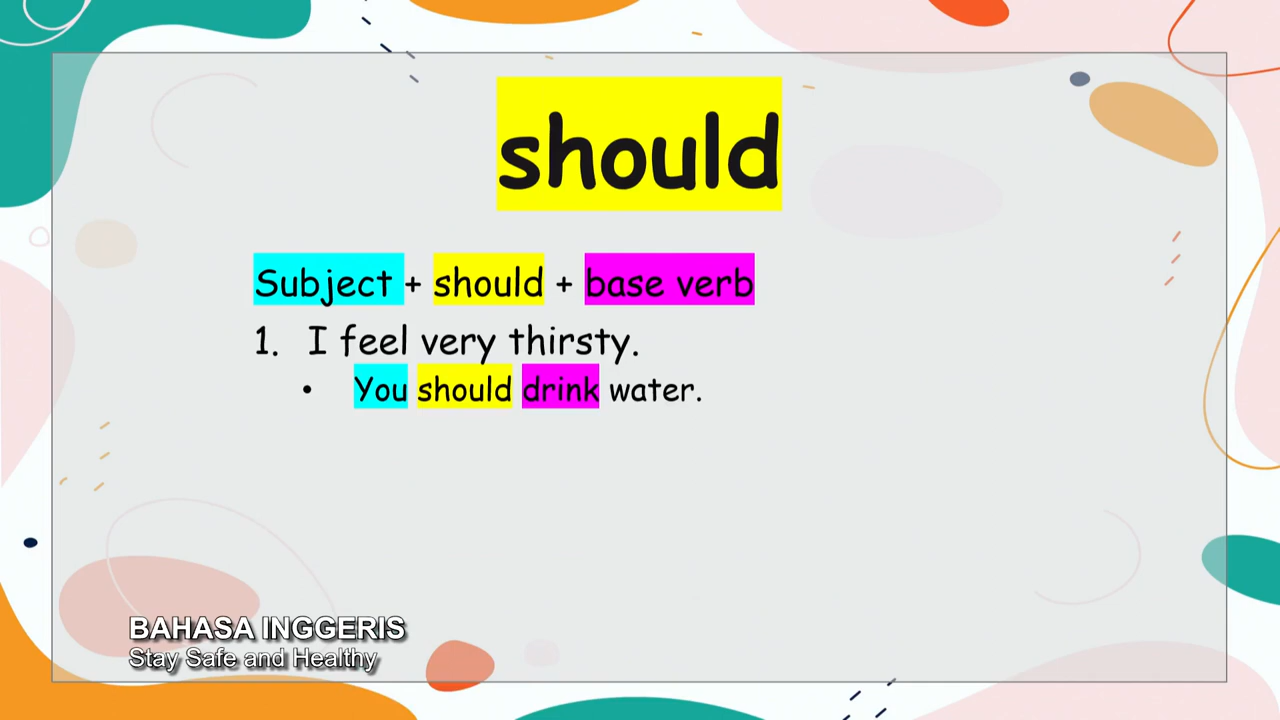 should
Subject + should + base verb
1. I feel very thirsty.
• You should drink water.
BAHASA INGGERIS
Stay Safe and Healthy